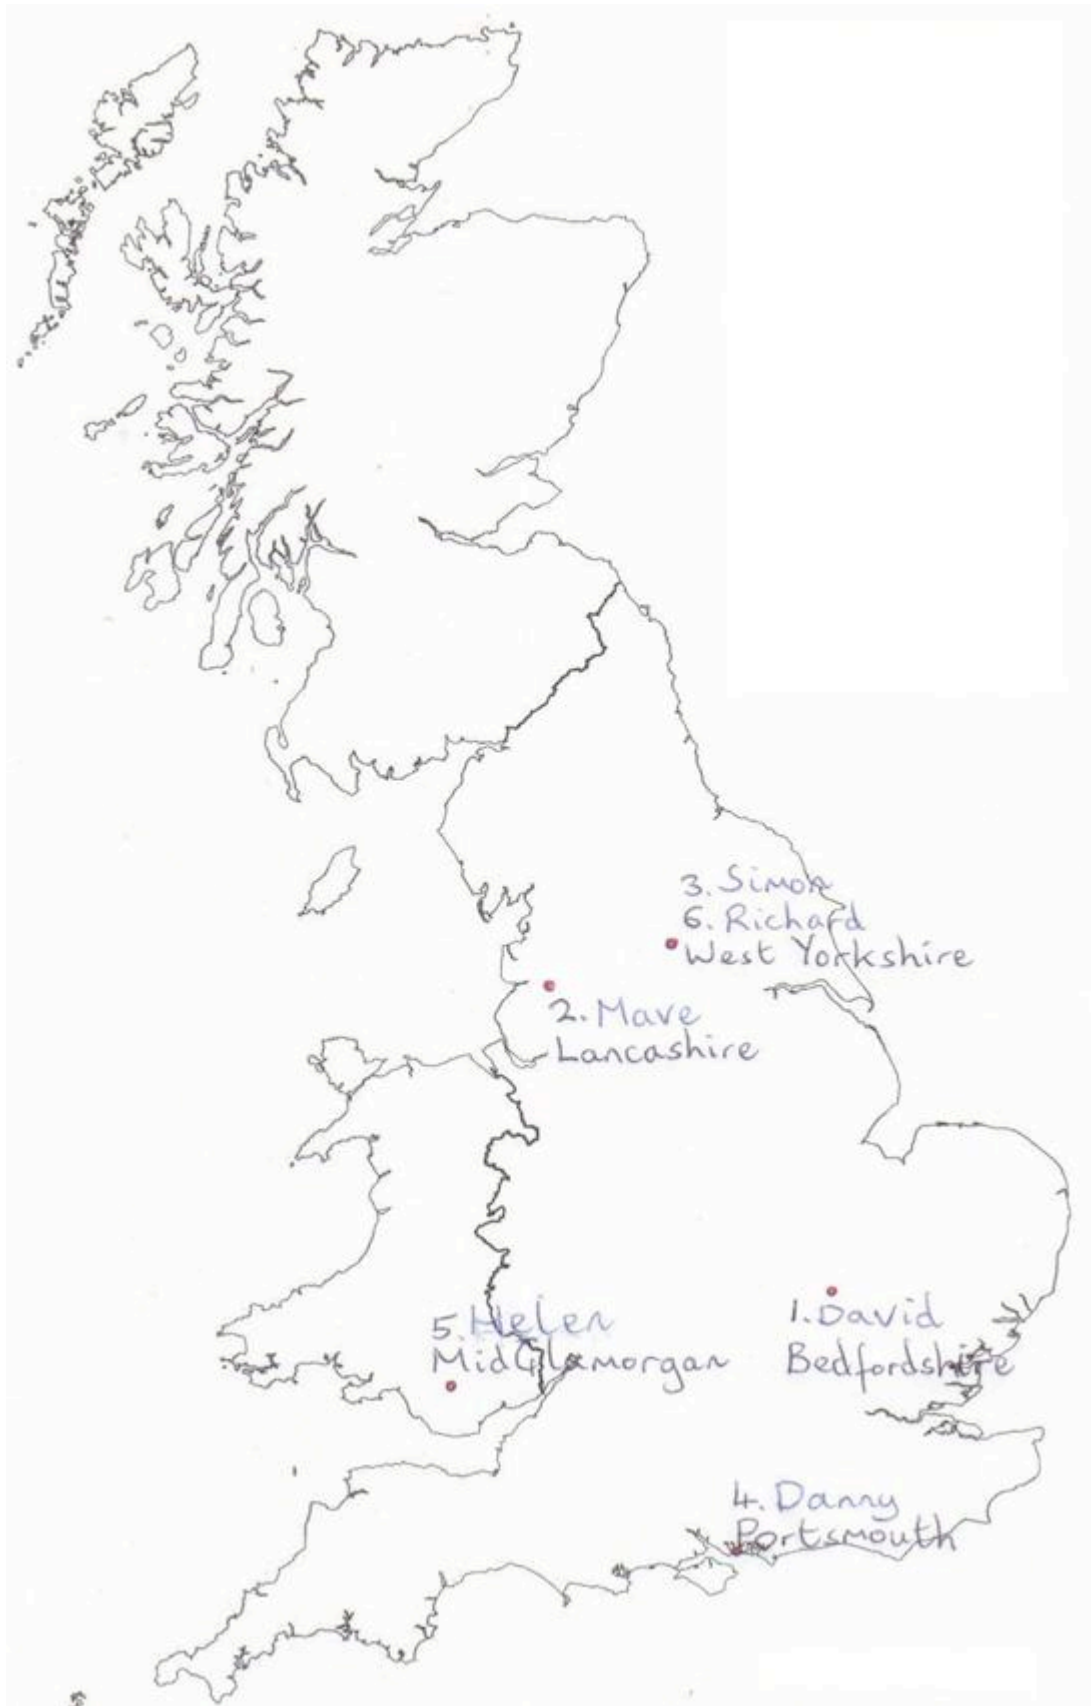 3. Simon
6. Richard
West Yorkshire
2. Mave
Lancashire
1. David
Bedfordshire
5. Helen
Mid Glamorgan
4. Danny
Portsmouth